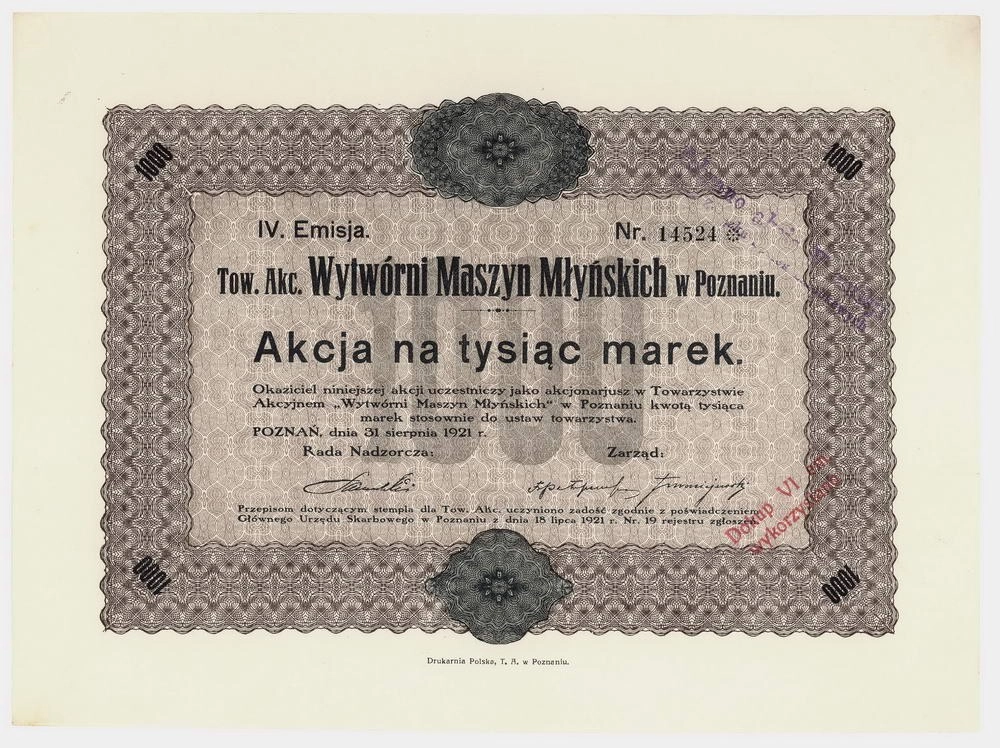 1000
1000
IV. Emisja.
Nr. 14524
Tow. Akc. Wytwórni Maszyn Młyńskich w Poznaniu.
1000
Akcja na tysiąc marek.
Okaziciel niniejszej akcji uczestniczy jako akcjonarjusz w Towarzystwie
Akcyjnem „Wytwórni Maszyn Młyńskich“ w Poznaniu kwotą tysiąca
marek stosownie do ustaw towarzystwa.
POZNAŃ, dnia 31 sierpnia 1921 r.
Rada Nadzorcza:
Zarząd:
Przepisom dotyczącym stempla dla Tow. Akc. uczyniono zadość zgodnie z poświadczeniem
Głównego Urzędu Skarbowego w Poznaniu z dnia 18 lipca 1921 r. Nr. 19 rejestru zgłoszeń.
Dokup VI em
wykorzystano
1000
1000
Drukarnia Polska, T. A. w Poznaniu.